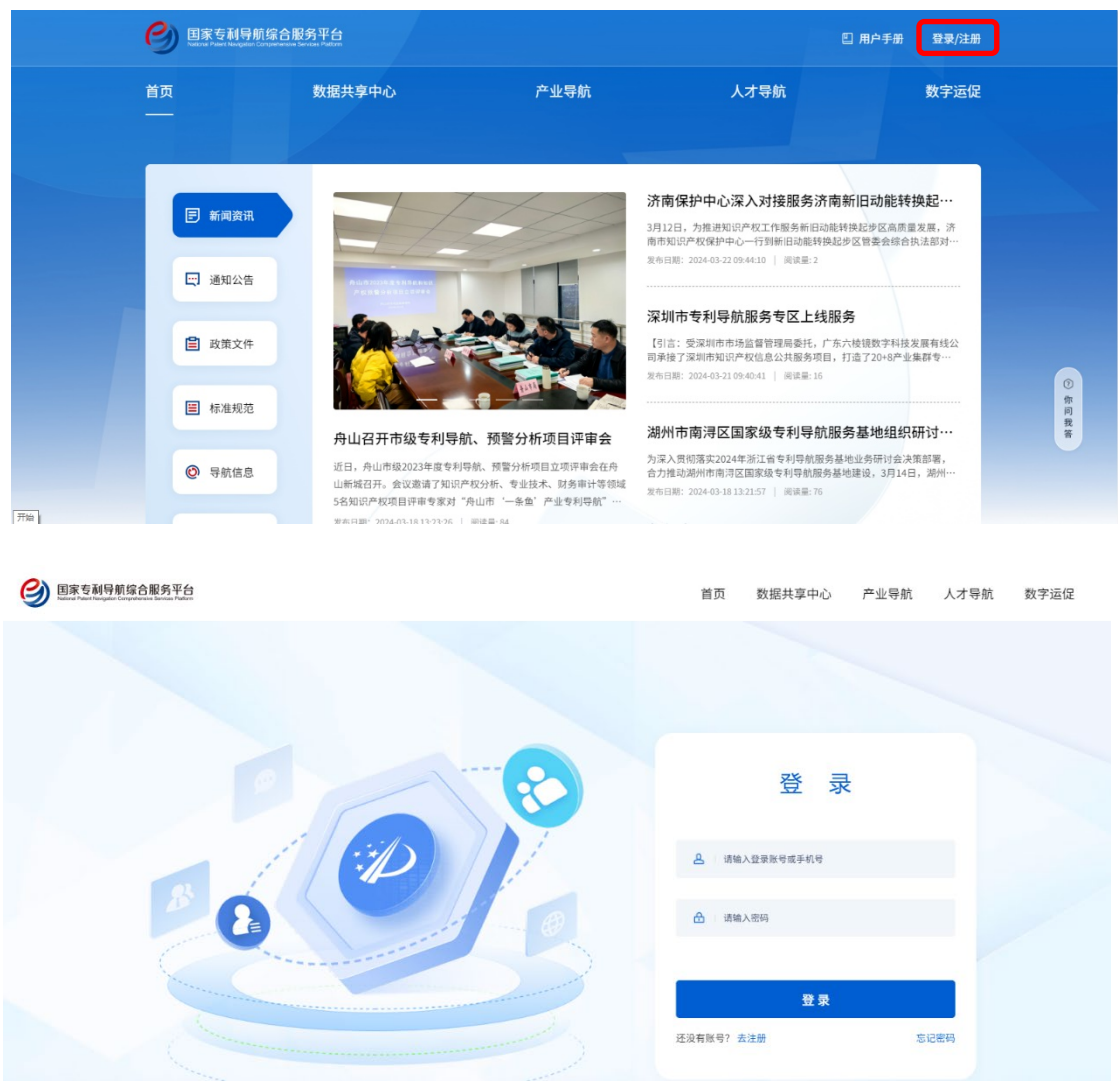 国家专利导航综合服务平台
National Patent Navigation Comprehensive Services Platform
用户手册
登录/注册
首页
数据共享中心
产业导航
人才导航
数字运促
新闻资讯
通知公告
政策文件
标准规范
导航信息
舟山召开市级专利导航、预警分析项目评审会
近日,舟山市级2023年度专利导航、预警分析项目立项评审会在舟
山新城召开。会议邀请了知识产权分析、专业技术、财务审计等领域
5名知识产权项目评审专家对“舟山市‘一条鱼’产业专利导航”…
发布日期: 2024-03-18 13:23:26 | 阅读量: 84
济南保护中心深入对接服务济南新旧动能转换起…
3月12日,为推进知识产权工作服务新旧动能转换起步区高质量发展,济
南市知识产权保护中心一行到新旧动能转换起步区管委会综合执法部对…
发布日期: 2024-03-22 09:44:10 | 阅读量: 2
深圳市专利导航服务专区上线服务
【引言:受深圳市市场监督管理局委托,广东六棱镜数字科技发展有线公
司承接了深圳市知识产权信息公共服务项目,打造了20+8产业集群专…
发布日期: 2024-03-21 09:40:41 | 阅读量: 16
湖州市南浔区国家级专利导航服务基地组织研讨…
为深入贯彻落实2024年浙江省专利导航服务基地业务研讨会决策部署,
合力推动湖州市南浔区国家级专利导航服务基地建设,3月14日,湖州…
发布日期: 2024-03-18 13:21:57 | 阅读量: 76
你问我答
开始
国家专利导航综合服务平台
National Patent Navigation Comprehensive Services Platform
首页 数据共享中心 产业导航 人才导航 数字运促
登 录
请输入登录账号或手机号
请输入密码
登 录
还没有账号? 去注册
忘记密码